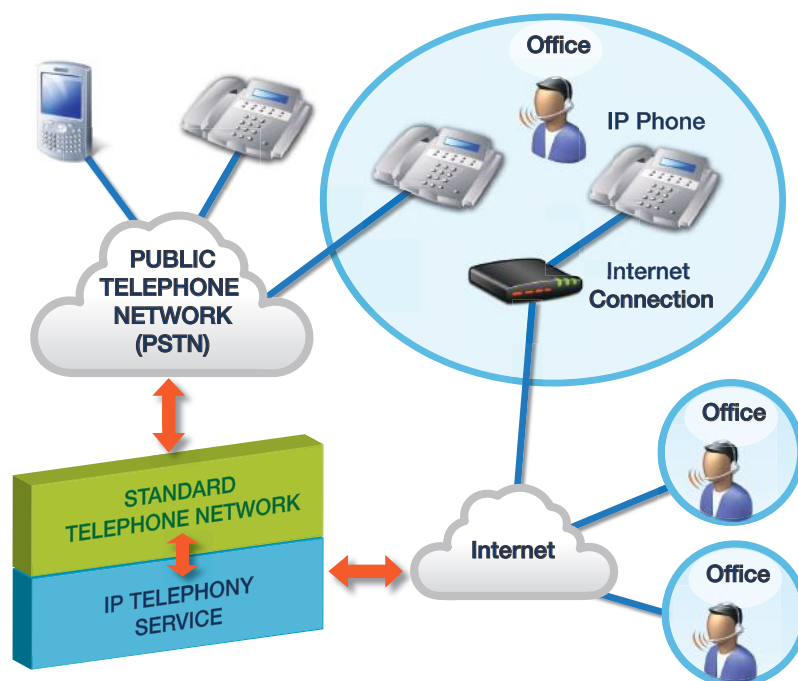 Office
IP Phone
PUBLIC
TELEPHONE
NETWORK
(PSTN)
Internet
Connection
Office
STANDARD
TELEPHONE NETWORK
Internet
IP TELEPHONY
SERVICE
Office